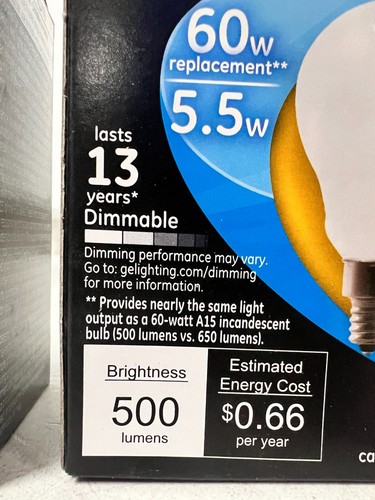 60w
replacement**
5.5w
lasts
13
years*
Dimmable
Dimming performance may vary.
Go to: gelighting.com/dimming
for more information.
** Provides nearly the same light
output as a 60-watt A15 incandescent
bulb (500 lumens vs. 650 lumens).
Brightness
500
lumens
Estimated
Energy Cost
$0.66
per year
ca